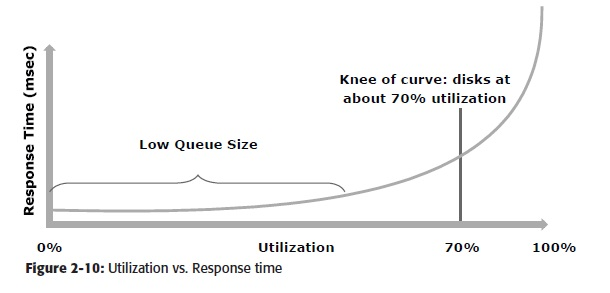 Response Time (msec)
Knee of curve: disks at
about 70% utilization
Low Queue Size
0%
Utilization
70%
100%
Figure 2-10: Utilization vs. Response time